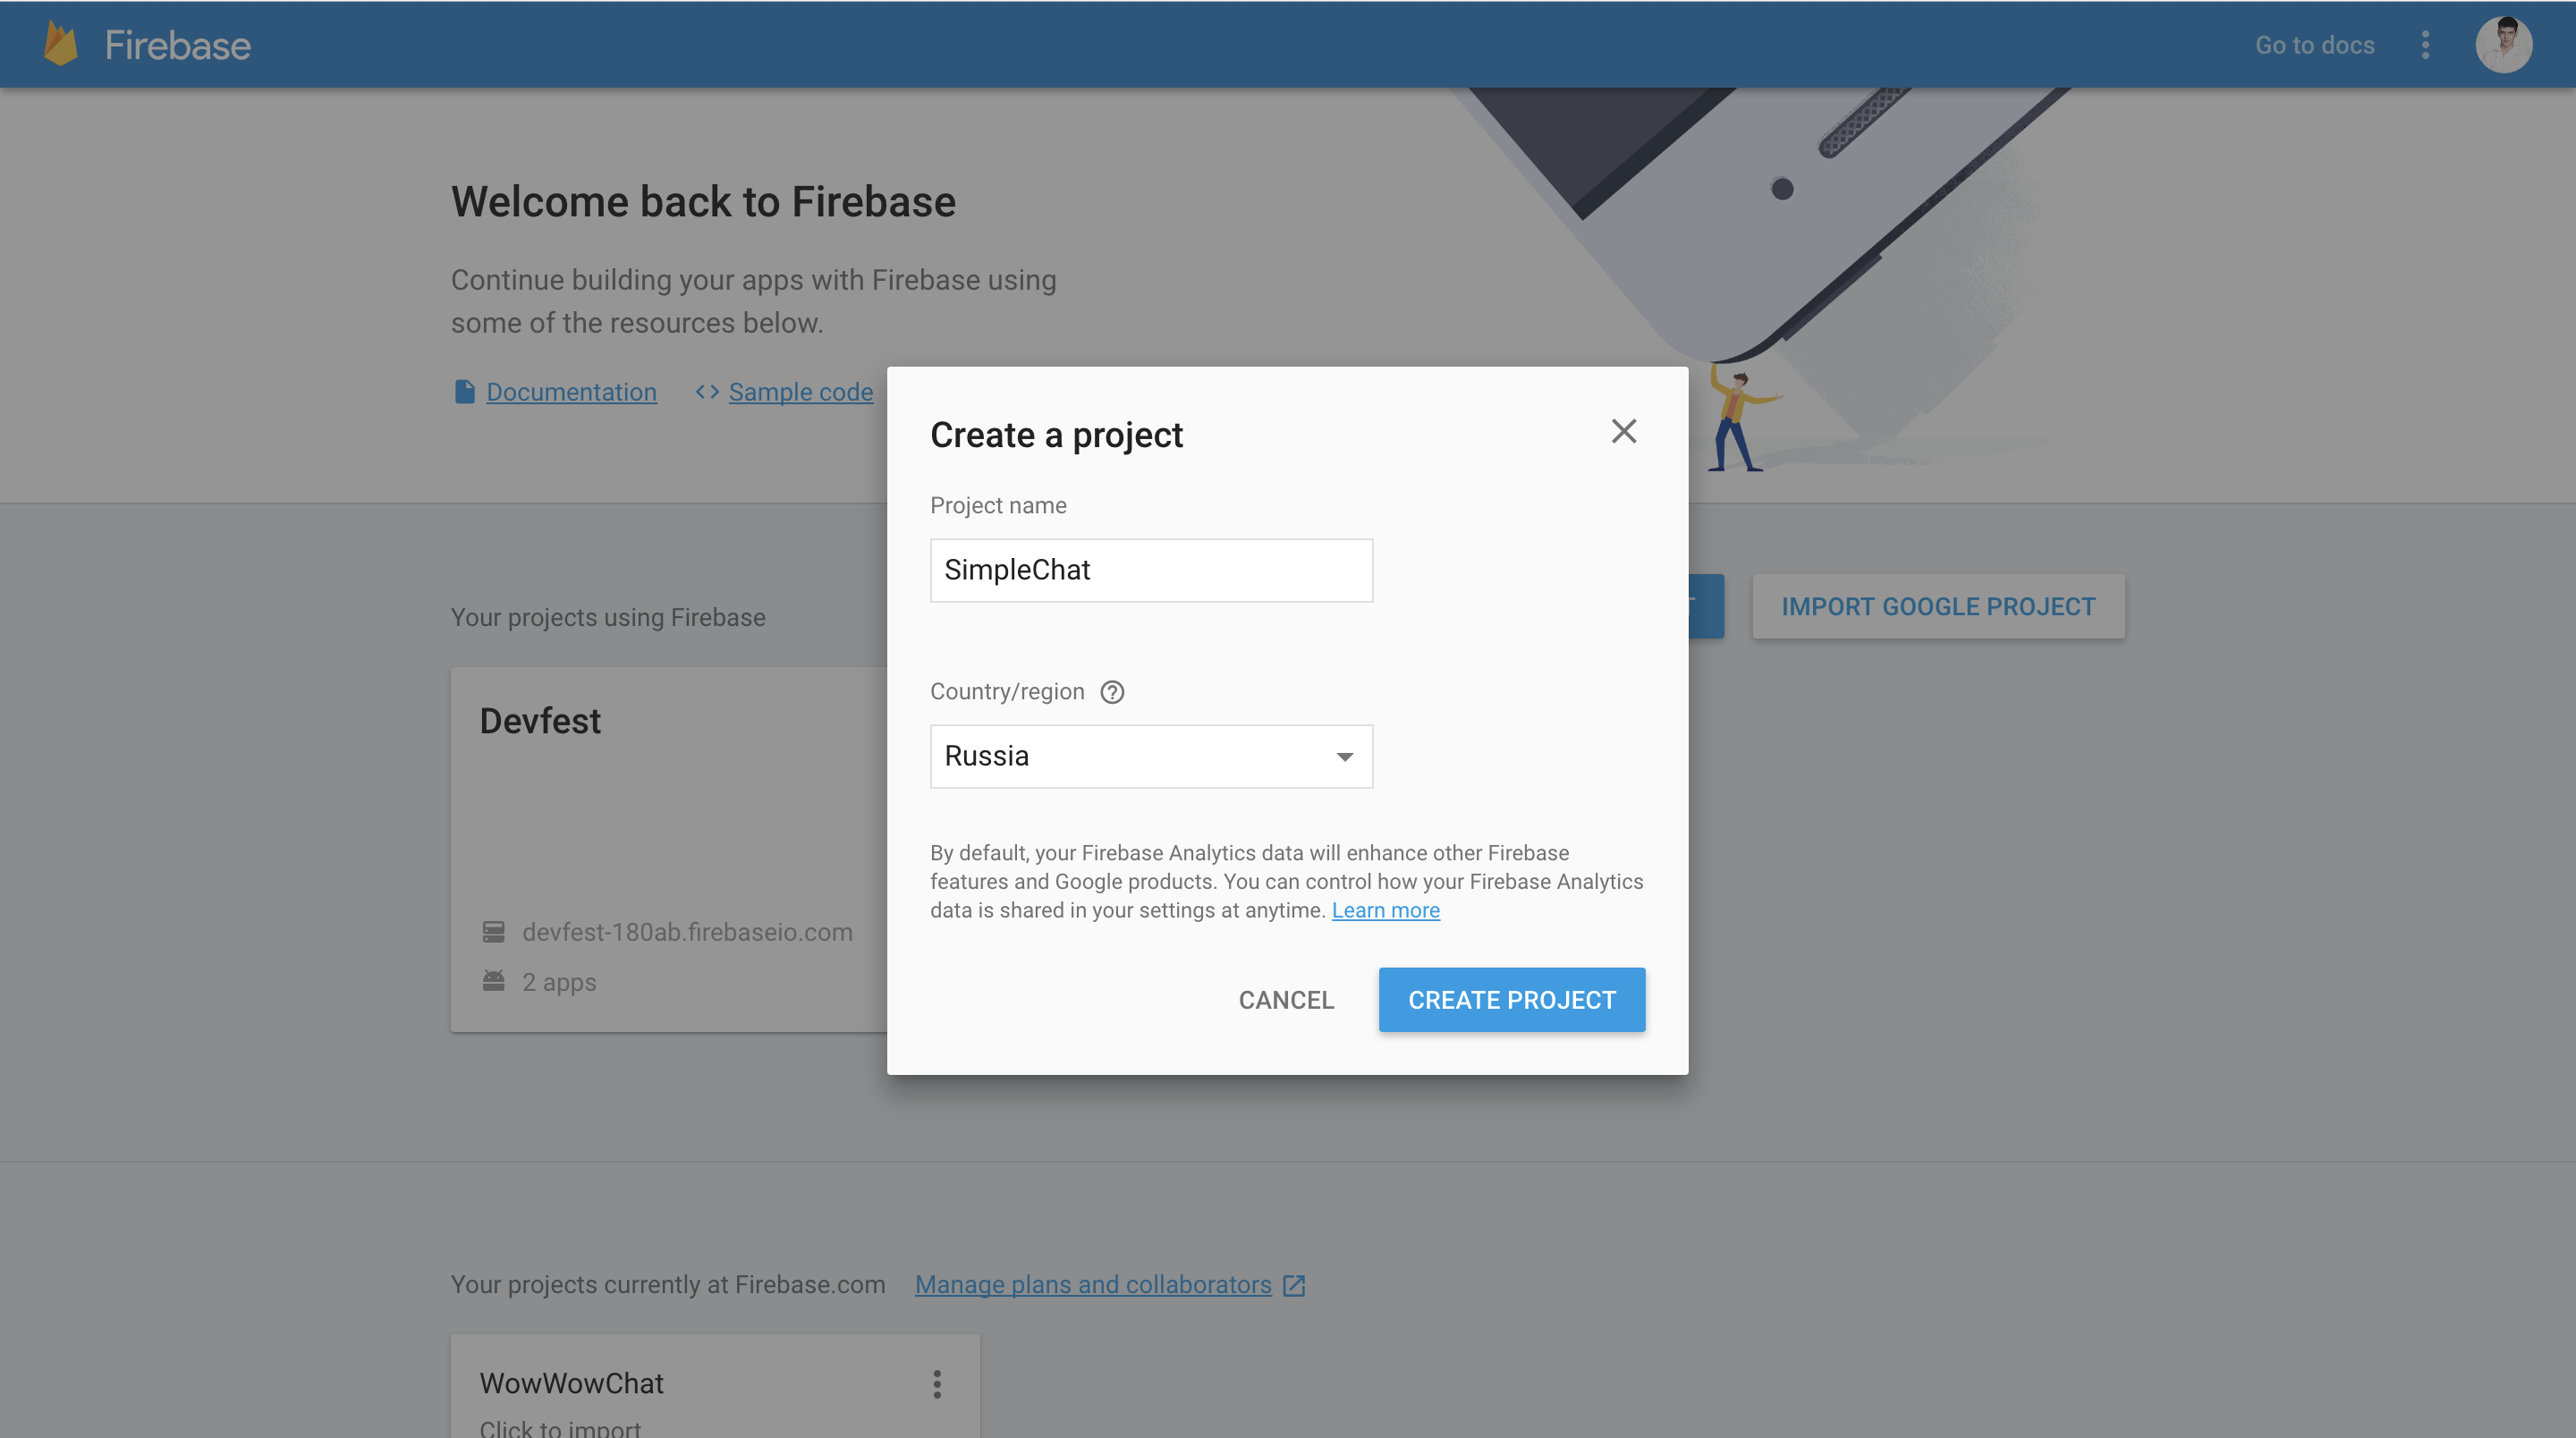 Firebase
Go to docs
Welcome back to Firebase
Continue building your apps with Firebase using
some of the resources below.
Documentation
Sample code
Create a project
Project name
SimpleChat
Country/region
Russia
By default, your Firebase Analytics data will enhance other Firebase
features and Google products. You can control how your Firebase Analytics
data is shared in your settings at anytime. Learn more
CANCEL
CREATE PROJECT
Your projects using Firebase
IMPORT GOOGLE PROJECT
Devfest
devfest-180ab.firebaseio.com
2 apps
Your projects currently at Firebase.com
Manage plans and collaborators
WowWowChat
Click to import